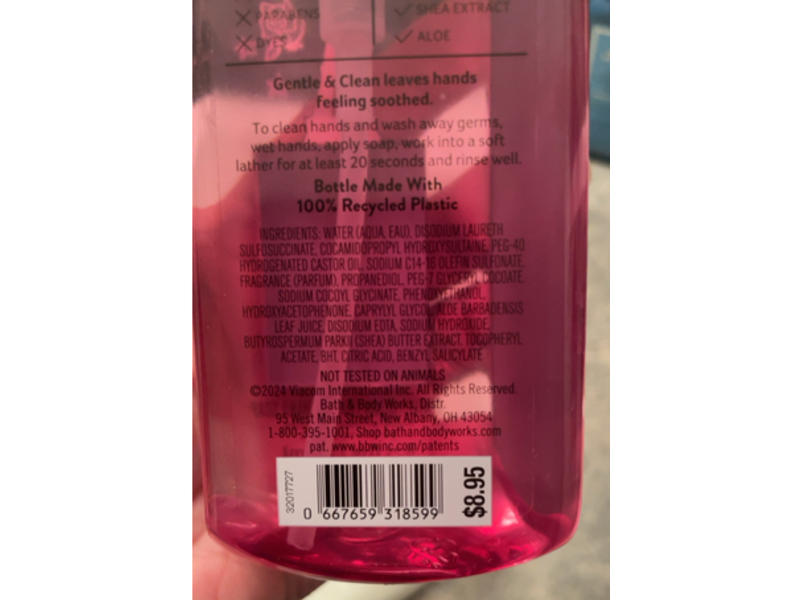 ✕ PARABENS
✓ SHEA EXTRACT
✕ DYES
✓ ALOE
Gentle & Clean leaves hands
feeling soothed.
To clean hands and wash away germs,
wet hands, apply soap, work into a soft
lather for at least 20 seconds and rinse well.
Bottle Made With
100% Recycled Plastic
INGREDIENTS: WATER (AQUA, EAU), DISODIUM LAURETH
SULFOSUCCINATE, COCAMIDOPROPYL HYDROXYSULTAINE, PEG-40
HYDROGENATED CASTOR OIL, SODIUM C14-16 OLEFIN SULFONATE,
FRAGRANCE (PARFUM), PROPANEDIOL, PEG-7 GLYCERYL COCOATE,
SODIUM COCOYL GLYCINATE, PHENOXYETHANOL,
HYDROXYACETOPHENONE, CAPRYLYL GLYCOL, ALOE BARBADENSIS
LEAF JUICE, DISODIUM EDTA, SODIUM HYDROXIDE,
BUTYROSPERMUM PARKII (SHEA) BUTTER EXTRACT, TOCOPHERYL
ACETATE, BHT, CITRIC ACID, BENZYL SALICYLATE
NOT TESTED ON ANIMALS
©2024 Viacom International Inc. All Rights Reserved.
Bath & Body Works, Distr.
95 West Main Street, New Albany, OH 43054
1-800-395-1001, Shop bathandbodyworks.com
pat. www.bbwinc.com/patents
32017727
0 667659 318599
$8.95